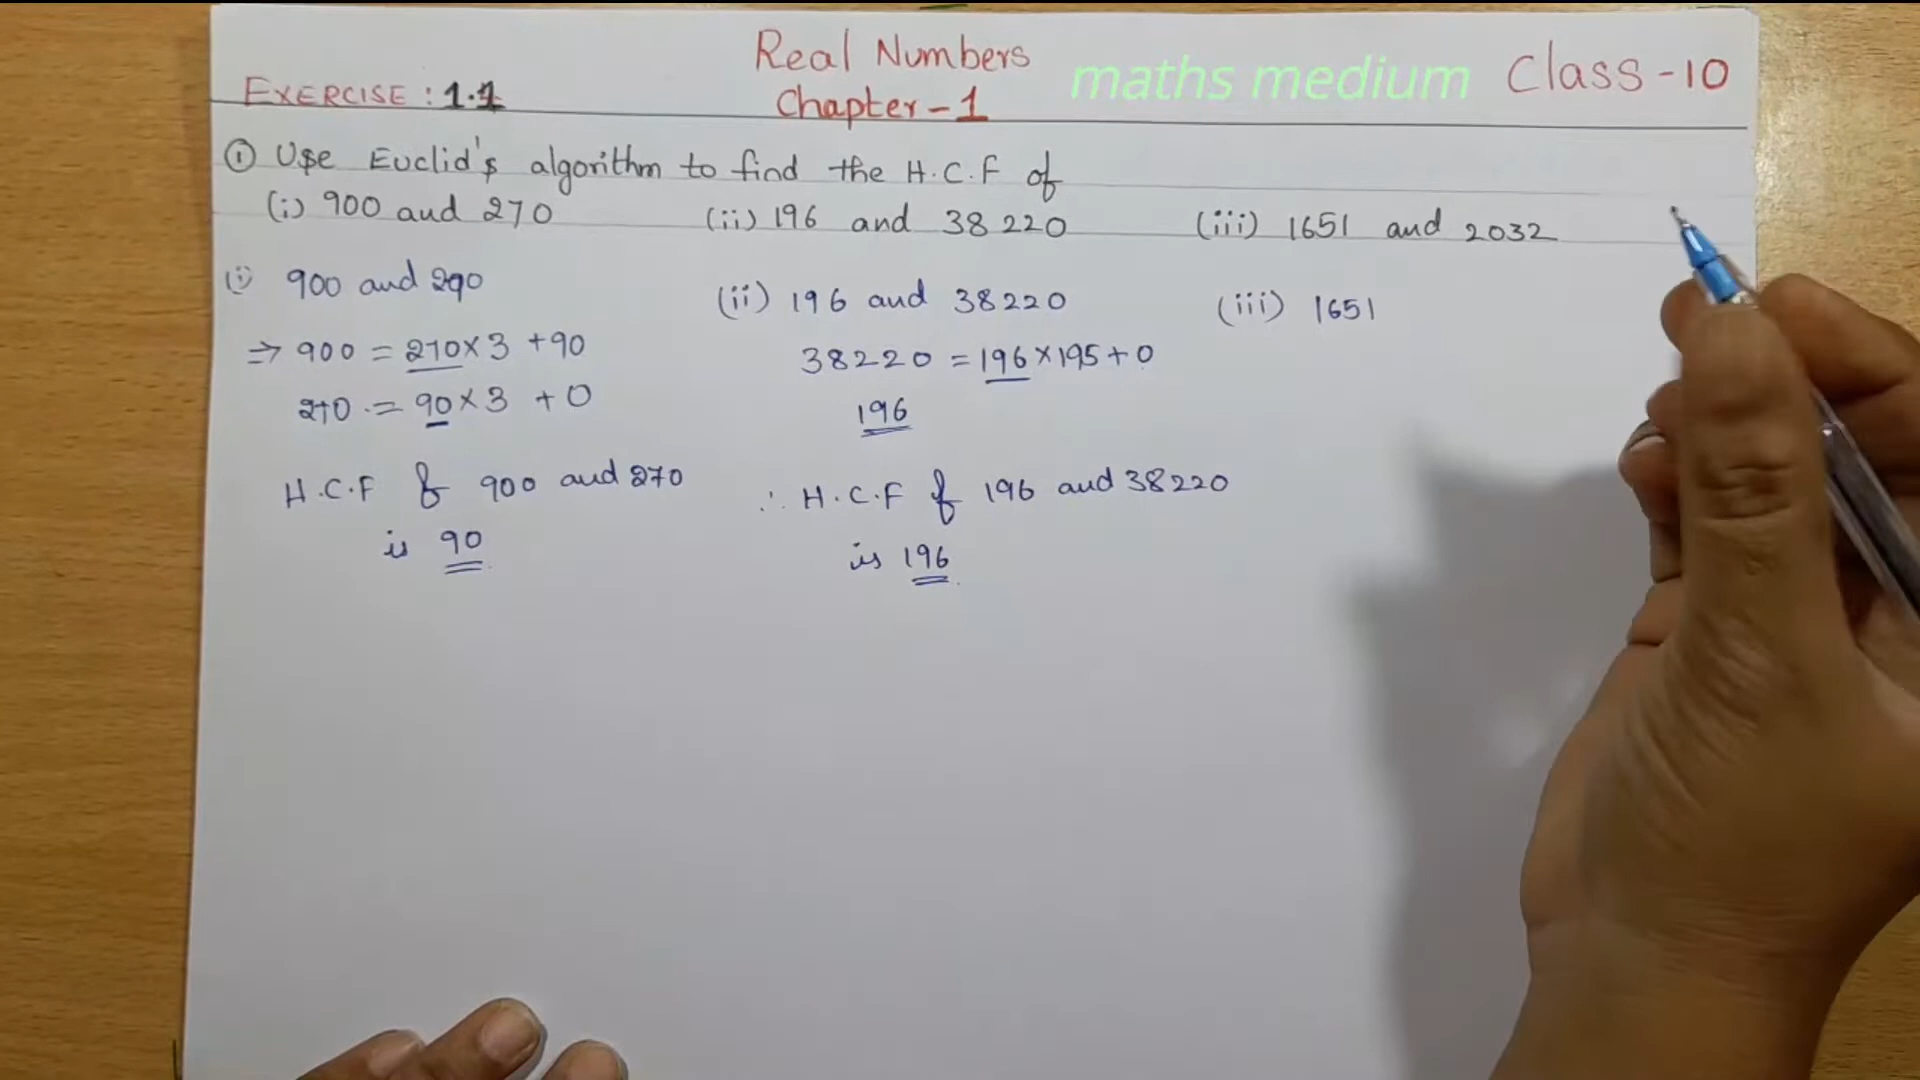 Real Numbers
maths medium
Class - 10
EXERCISE : 1.1
Chapter - 1
① Use Euclid's algorithm to find the H.C.F of
(i) 900 and 270 (ii) 196 and 38220 (iii) 1651 and 2032
(i) 900 and 290
⇒ 900 = 270 × 3 + 90
270 = 90 × 3 + 0
H.C.F of 900 and 270
is 90
(ii) 196 and 38220
38220 = 196 × 195 + 0
196
∴ H.C.F of 196 and 38220
is 196
(iii) 1651